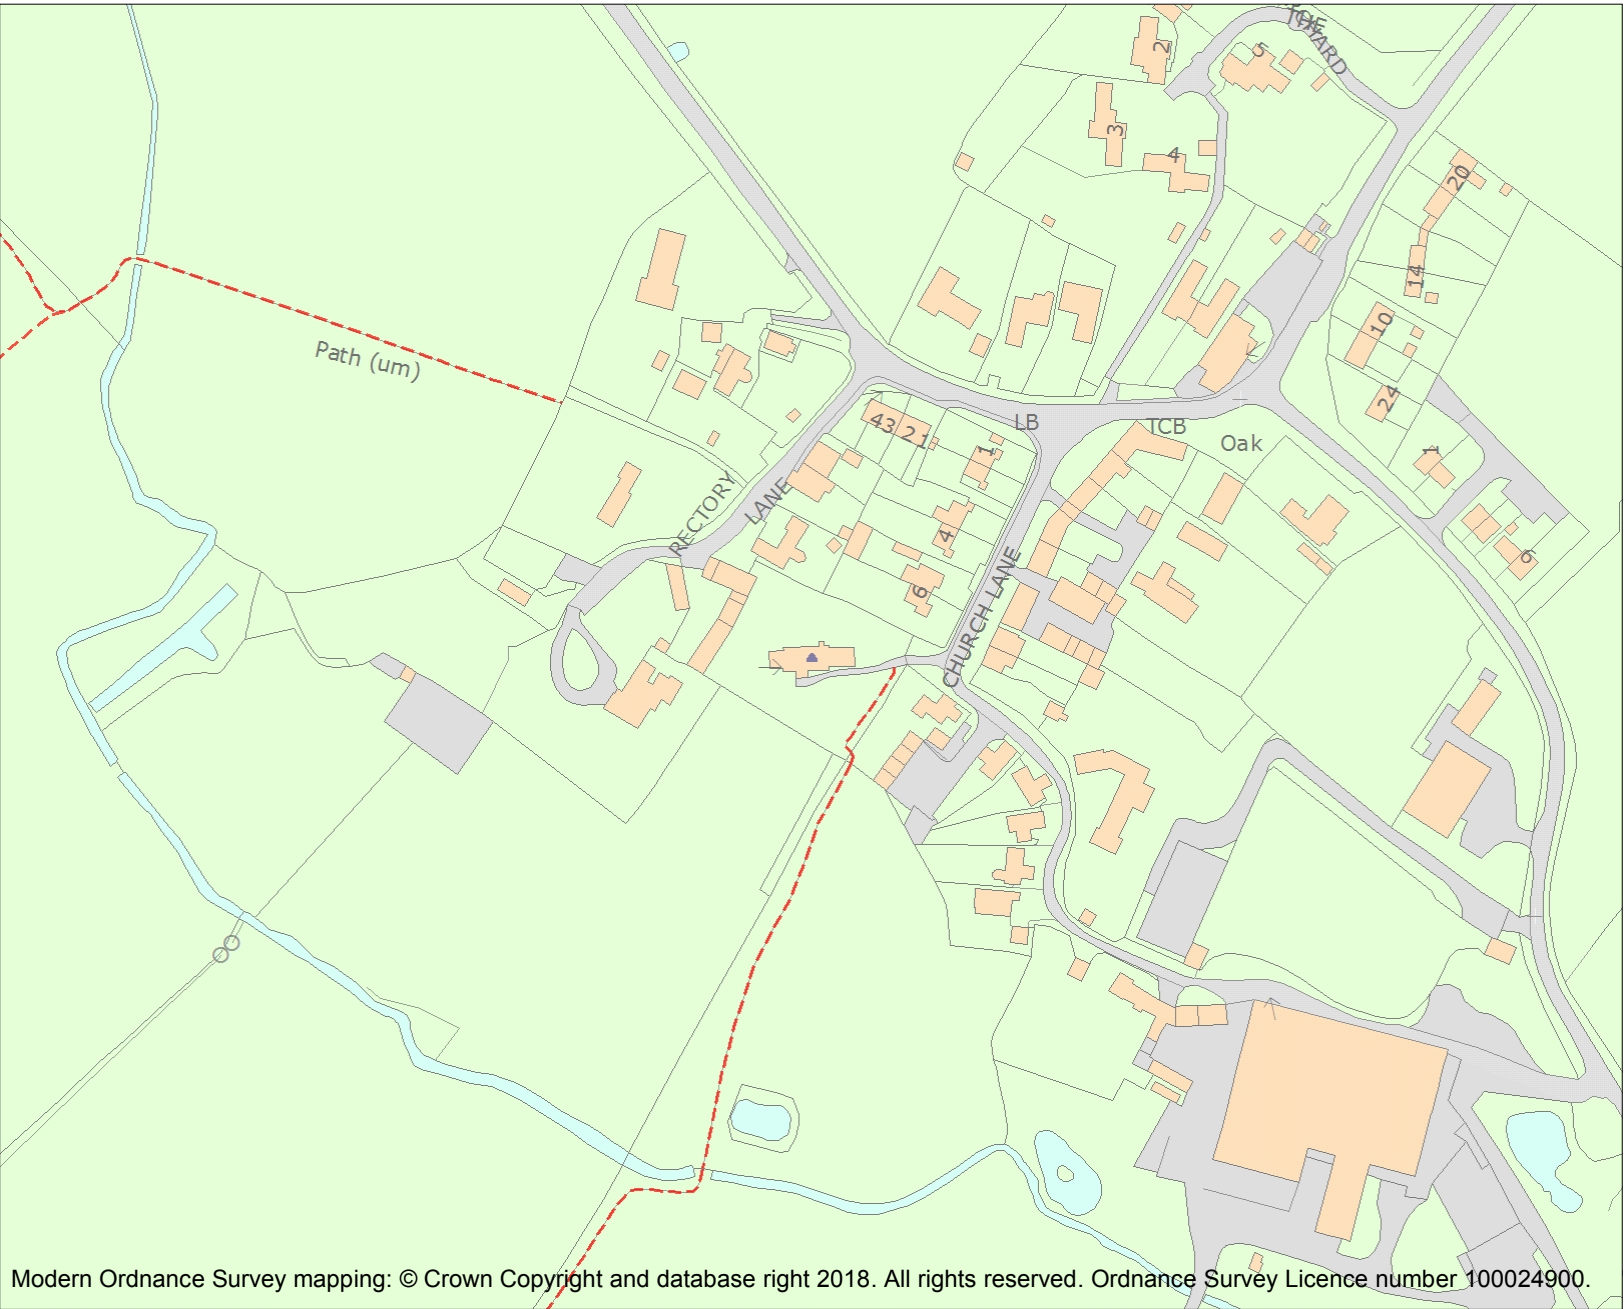 THE
2
5
3
4
20
14
10
24
1
6
Path (um)
LB
TCB
Oak
43
2
1
1
4
6
RECTORY
LANE
CHURCH LANE
Modern Ordnance Survey mapping: © Crown Copyright and database right 2018. All rights reserved. Ordnance Survey Licence number 100024900.